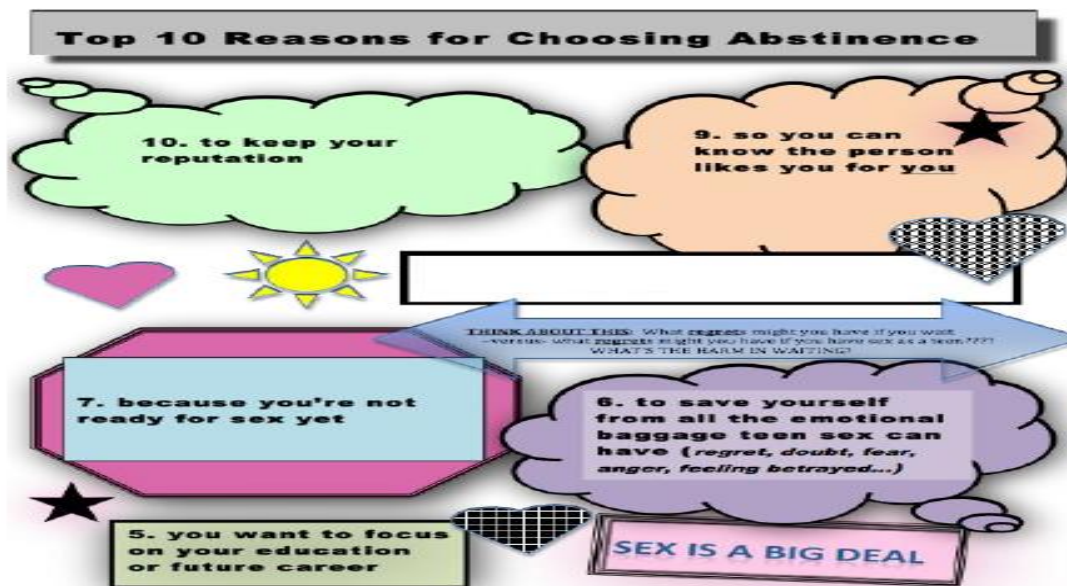 Top 10 Reasons for Choosing Abstinence
10. to keep your
reputation
9. so you can
know the person
likes you for you
THINK ABOUT THIS: What regrets might you have if you wait
-versus- what regrets might you have if you have sex as a teen????
WHAT'S THE HARM IN WAITING?
7. because you're not
ready for sex yet
6. to save yourself
from all the emotional
baggage teen sex can
have (regret, doubt, fear,
anger, feeling betrayed...)
5. you want to focus
on your education
or future career
SEX IS A BIG DEAL